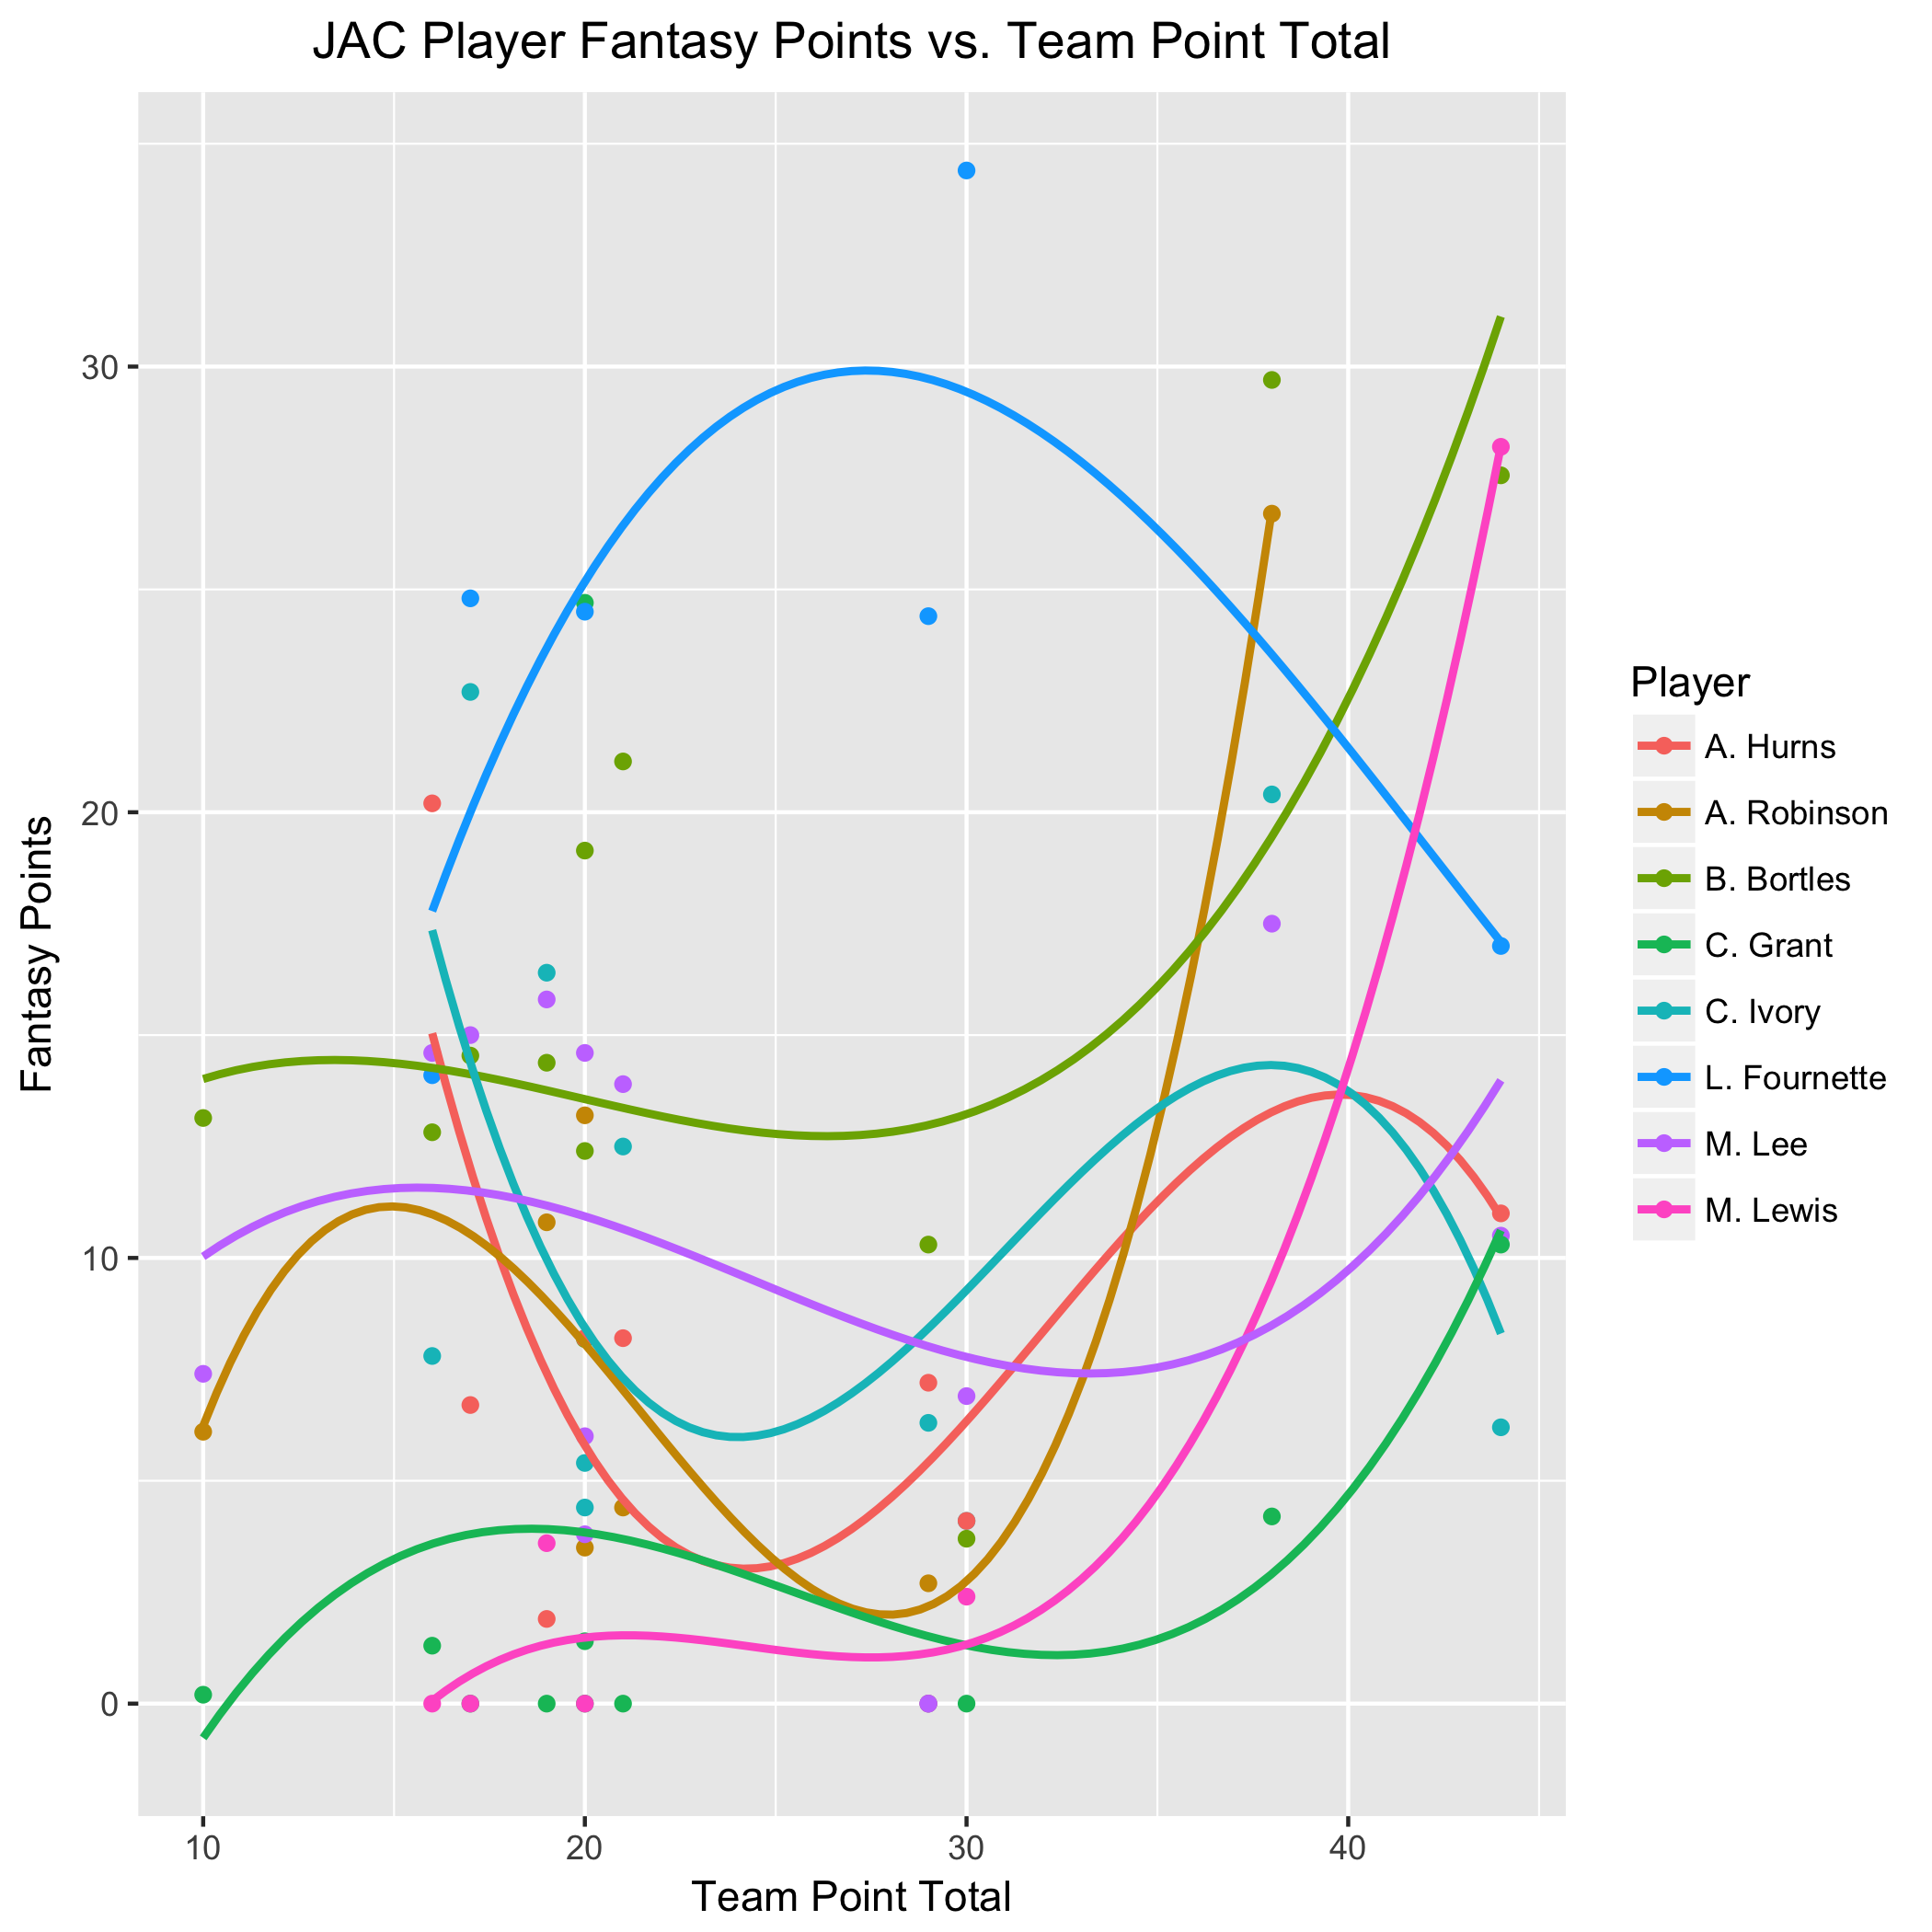 JAC Player Fantasy Points vs. Team Point Total
Fantasy Points
30
20
10
0
10 20 30 40
Team Point Total
Player
A. Hurns
A. Robinson
B. Bortles
C. Grant
C. Ivory
L. Fournette
M. Lee
M. Lewis